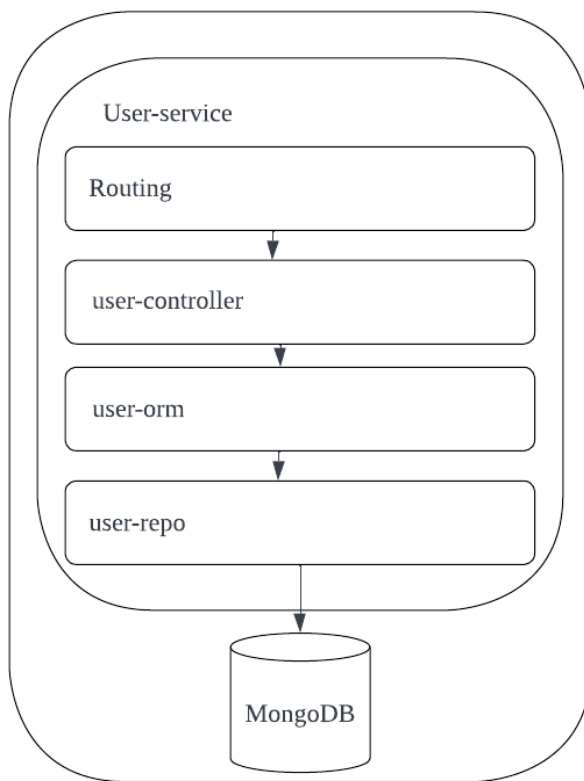 User-service
Routing
user-controller
user-orm
user-repo
MongoDB